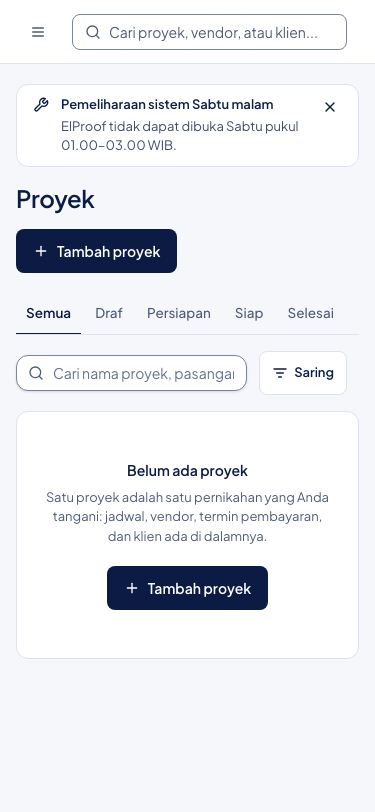 Cari proyek, vendor, atau klien...
Pemeliharaan sistem Sabtu malam
ElProof tidak dapat dibuka Sabtu pukul
01.00–03.00 WIB.
Proyek
Tambah proyek
Semua Draf Persiapan Siap Selesai
Cari nama proyek, pasangan
Saring
Belum ada proyek
Satu proyek adalah satu pernikahan yang Anda
tangani: jadwal, vendor, termin pembayaran,
dan klien ada di dalamnya.
Tambah proyek